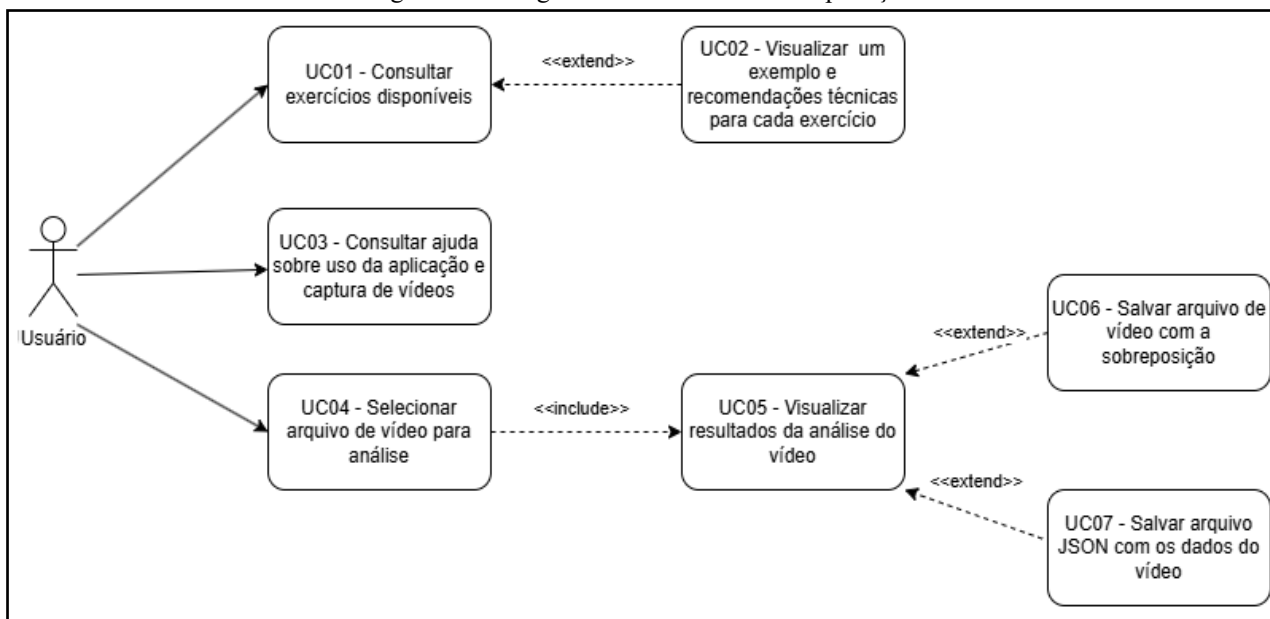 UC01 - Consultar
exercícios disponíveis
<<extend>>
UC02 - Visualizar um
exemplo e
recomendações técnicas
para cada exercício
UC03 - Consultar ajuda
sobre uso da aplicação e
captura de vídeos
Usuário
UC04 - Selecionar
arquivo de vídeo para
análise
<<include>>
UC05 - Visualizar
resultados da análise do
vídeo
<<extend>>
UC06 - Salvar arquivo de
vídeo com a
sobreposição
<<extend>>
UC07 - Salvar arquivo
JSON com os dados do
vídeo